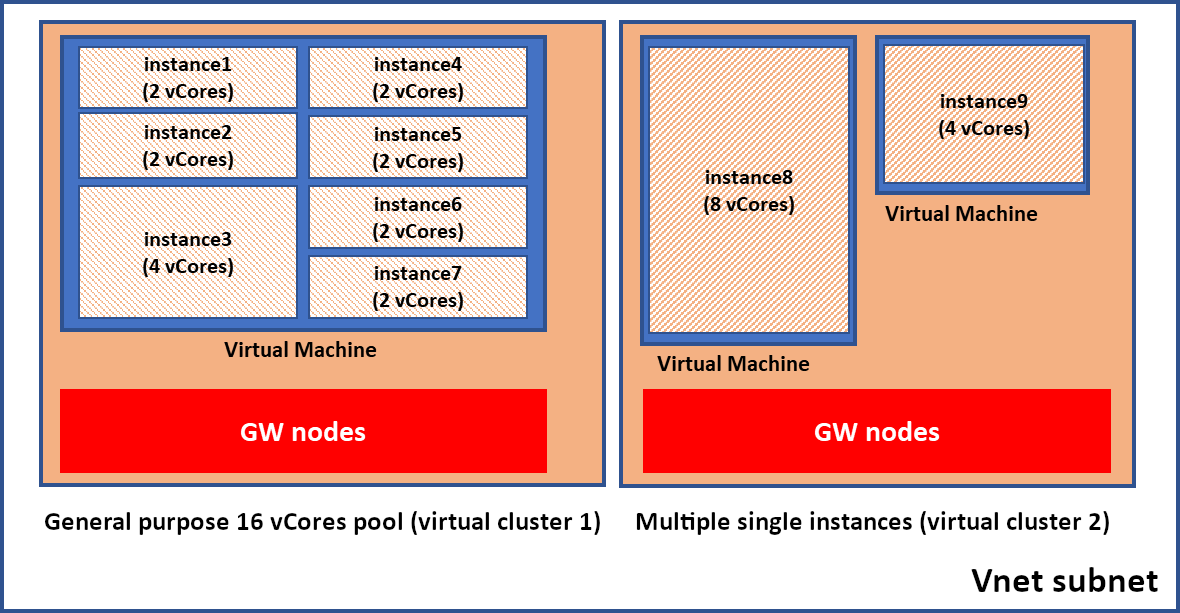 instance1
(2 vCores)
instance2
(2 vCores)
instance3
(4 vCores)
instance4
(2 vCores)
instance5
(2 vCores)
instance6
(2 vCores)
instance7
(2 vCores)
Virtual Machine
GW nodes
General purpose 16 vCores pool (virtual cluster 1)
instance8
(8 vCores)
Virtual Machine
instance9
(4 vCores)
Virtual Machine
GW nodes
Multiple single instances (virtual cluster 2)
Vnet subnet